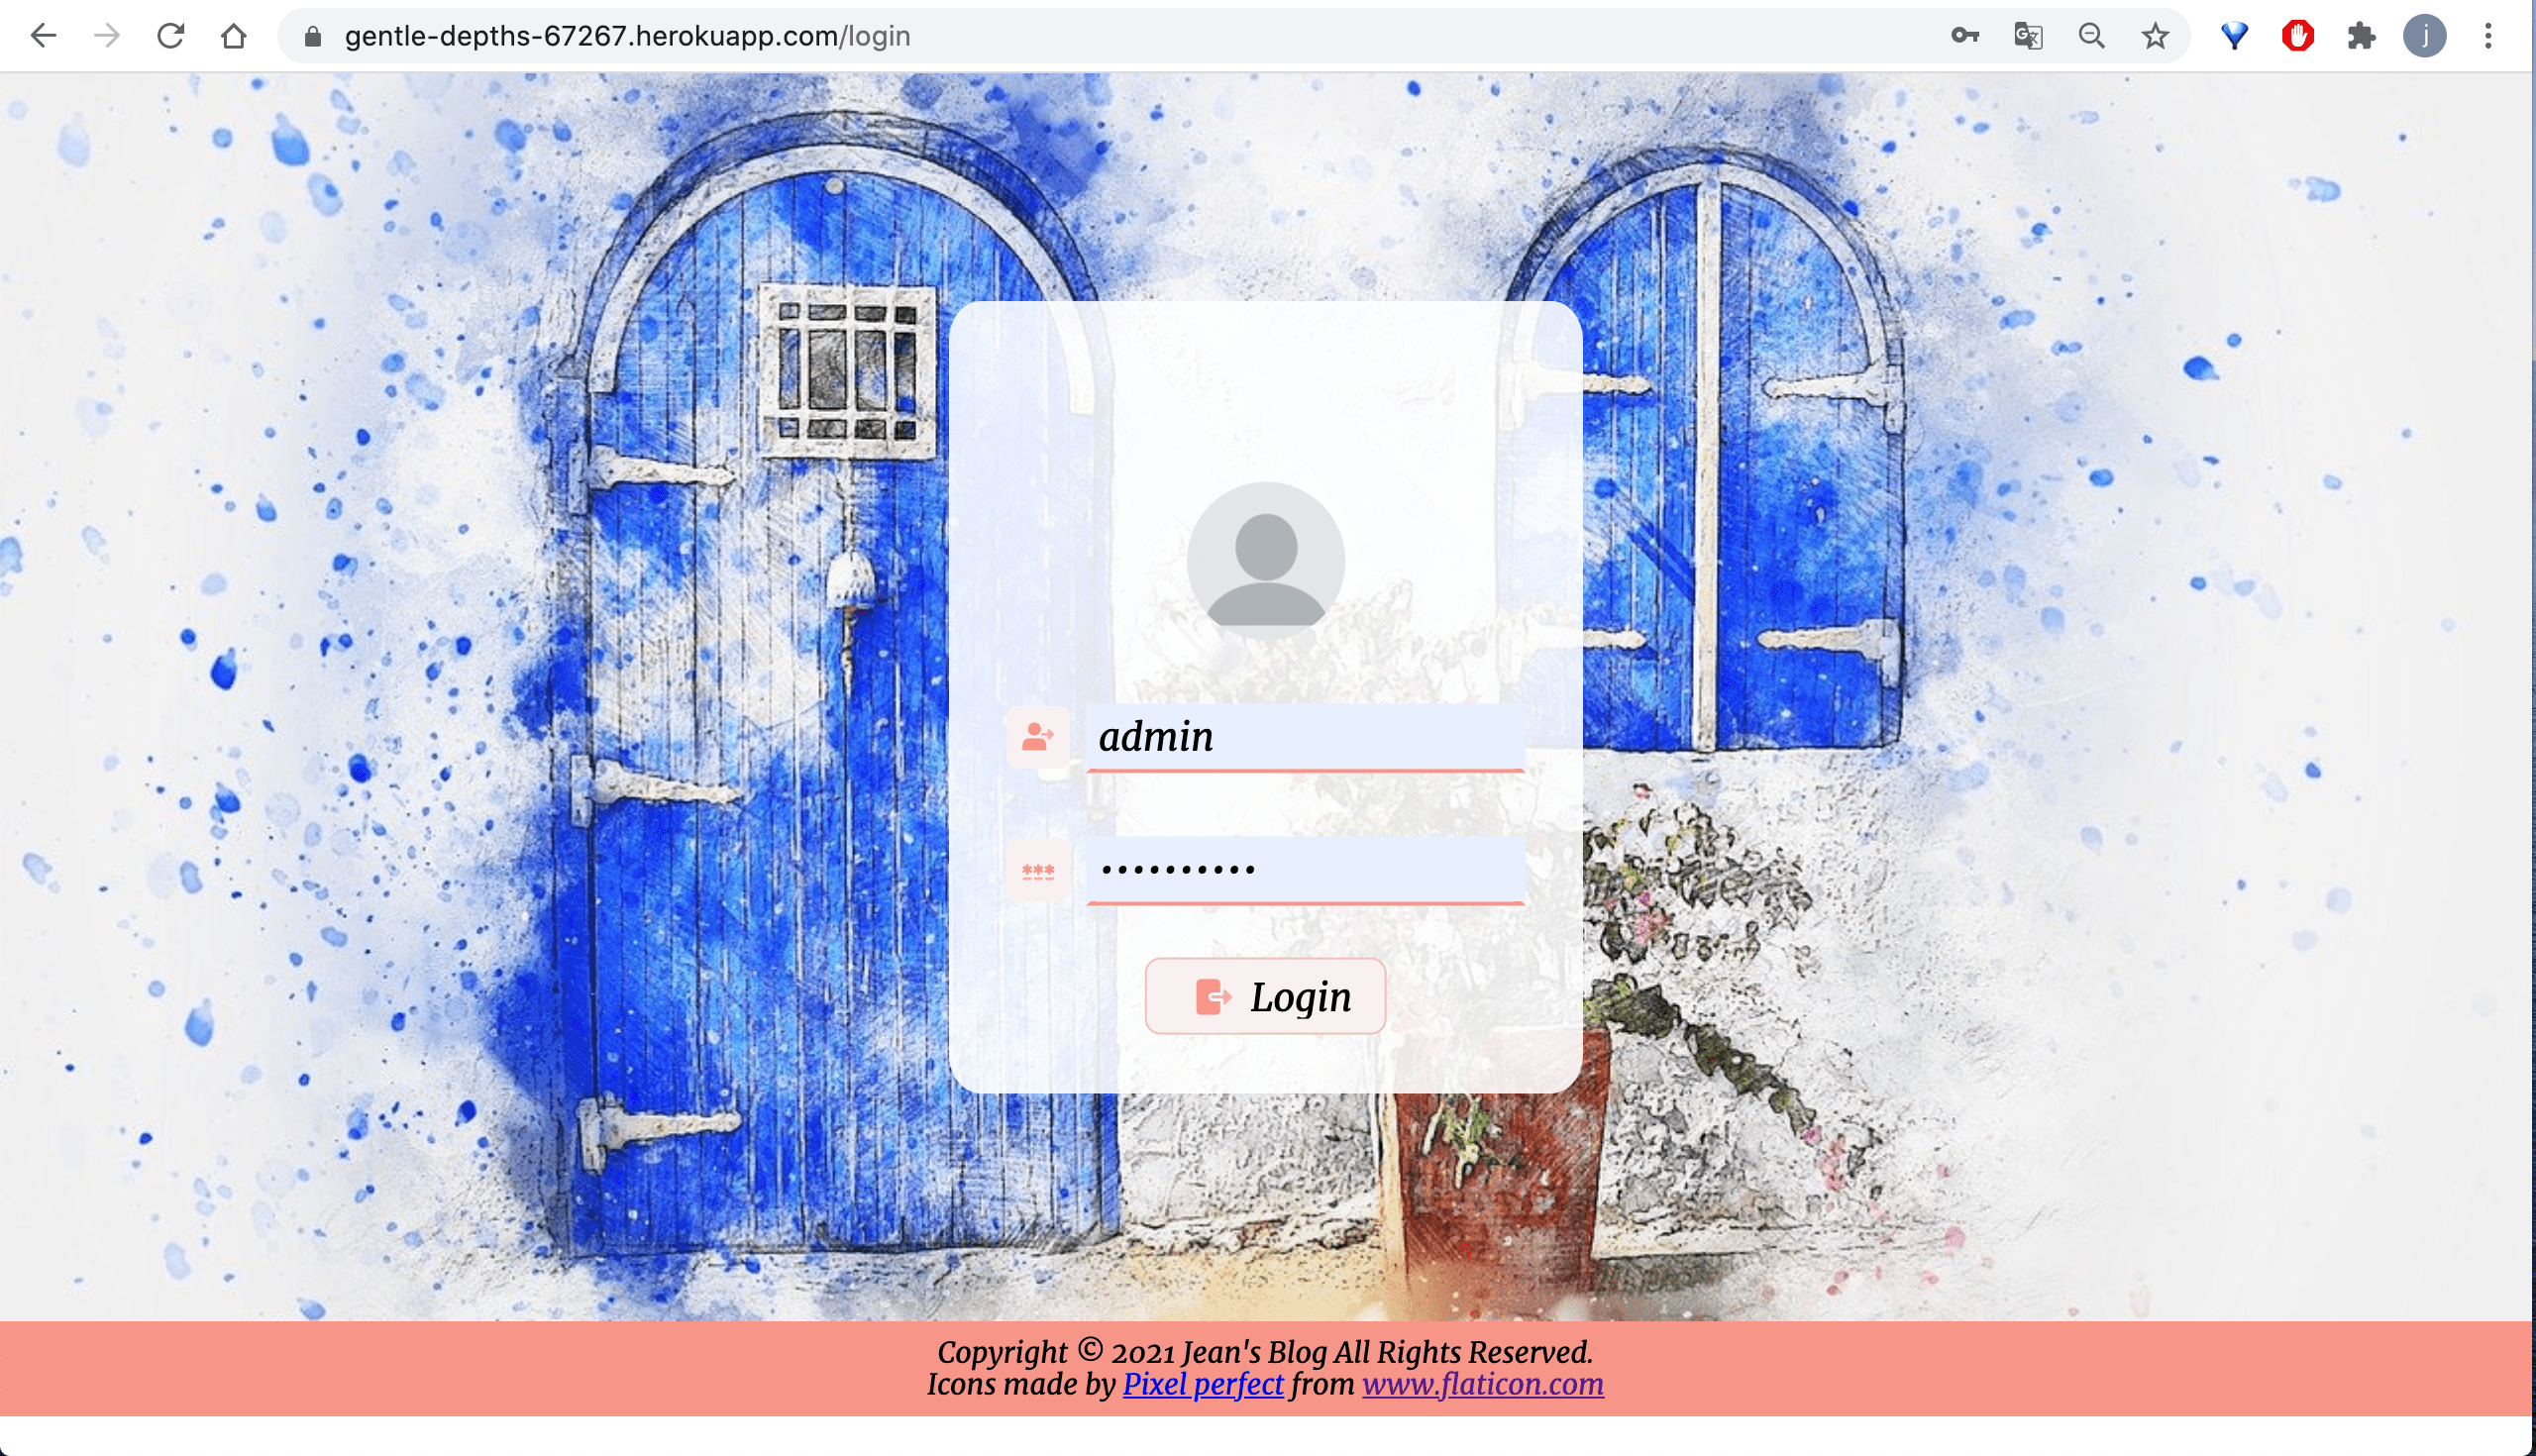 gentle-depths-67267.herokuapp.com/login
j
admin
••••••••••
Login
Copyright © 2021 Jean's Blog All Rights Reserved.
Icons made by Pixel perfect from www.flaticon.com